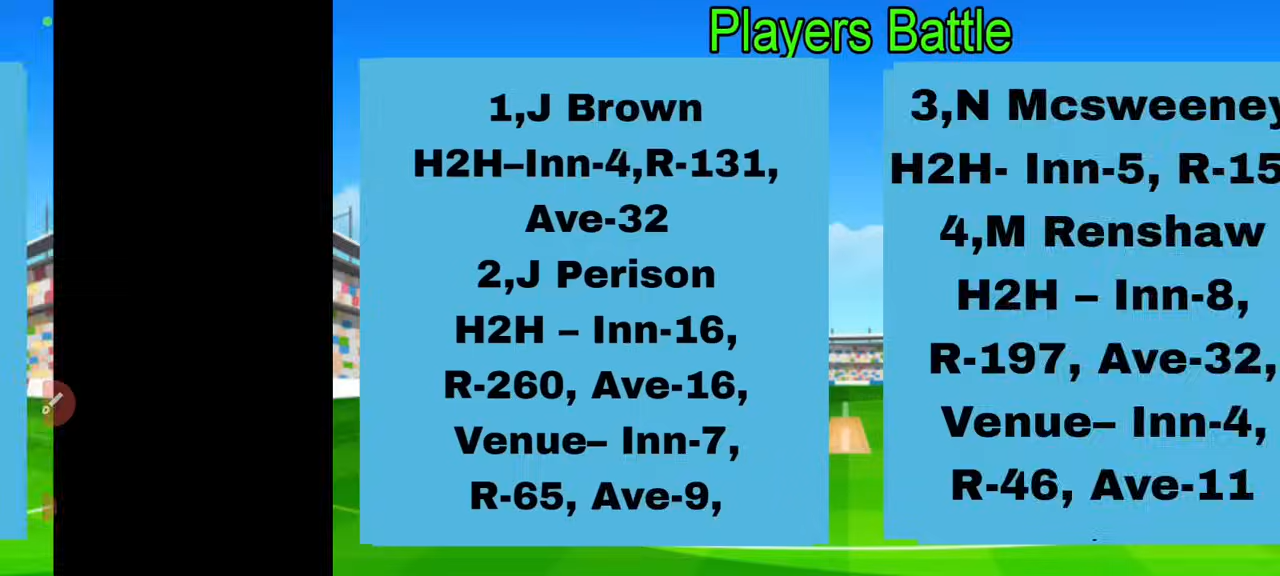 Players Battle
1,J Brown
H2H–Inn-4,R-131,
Ave-32
2,J Perison
H2H – Inn-16,
R-260, Ave-16,
Venue– Inn-7,
R-65, Ave-9,
3,N Mcsweeney
H2H- Inn-5, R-15
4,M Renshaw
H2H – Inn-8,
R-197, Ave-32,
Venue– Inn-4,
R-46, Ave-11